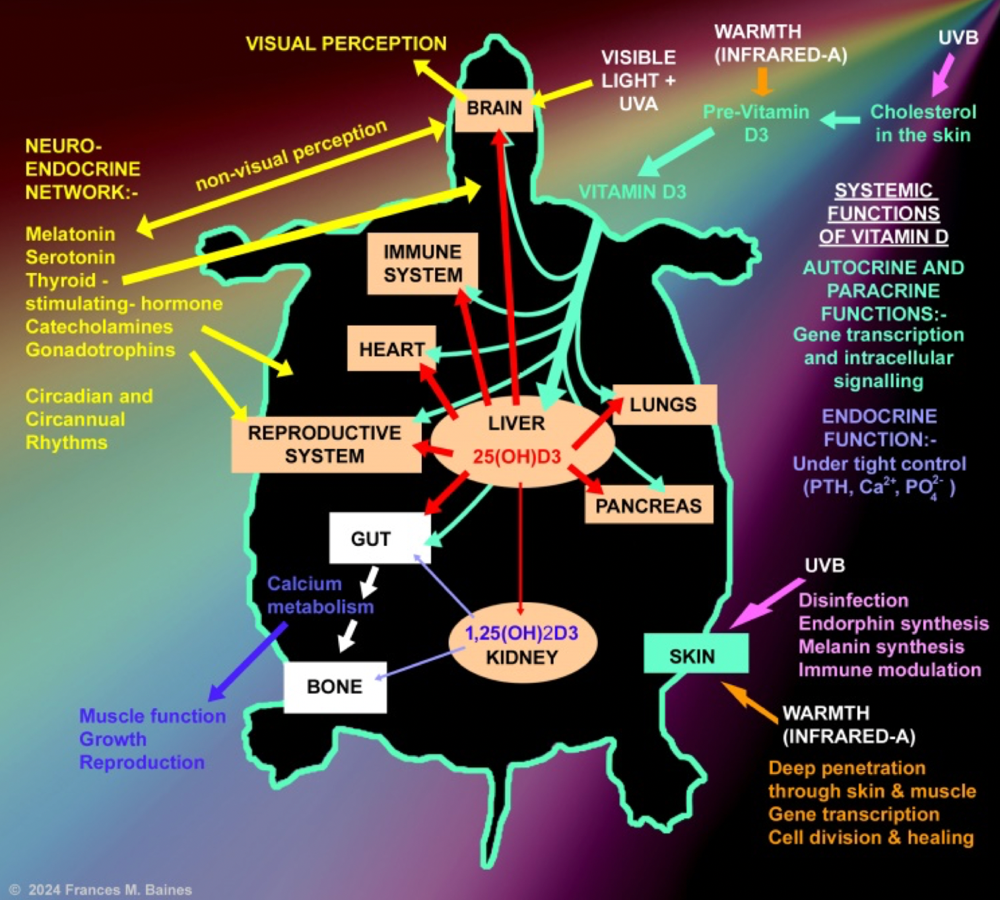 VISUAL PERCEPTION
VISIBLE
LIGHT +
UVA
WARMTH
(INFRARED-A)
UVB
BRAIN
Pre-Vitamin
D3
Cholesterol
in the skin
VITAMIN D3
NEURO-
ENDOCRINE
NETWORK:-
non-visual perception
Melatonin
Serotonin
Thyroid -
stimulating- hormone
Catecholamines
Gonadotrophins
Circadian and
Circannual
Rhythms
IMMUNE
SYSTEM
HEART
REPRODUCTIVE
SYSTEM
LIVER
25(OH)D3
LUNGS
PANCREAS
GUT
Calcium
metabolism
BONE
1,25(OH)2D3
KIDNEY
Muscle function
Growth
Reproduction
SYSTEMIC
FUNCTIONS
OF VITAMIN D
AUTOCRINE AND
PARACRINE
FUNCTIONS:-
Gene transcription
and intracellular
signalling
ENDOCRINE
FUNCTION:-
Under tight control
(PTH, Ca²⁺, PO₄²⁻ )
UVB
Disinfection
Endorphin synthesis
Melanin synthesis
Immune modulation
SKIN
WARMTH
(INFRARED-A)
Deep penetration
through skin & muscle
Gene transcription
Cell division & healing
© 2024 Frances M. Baines